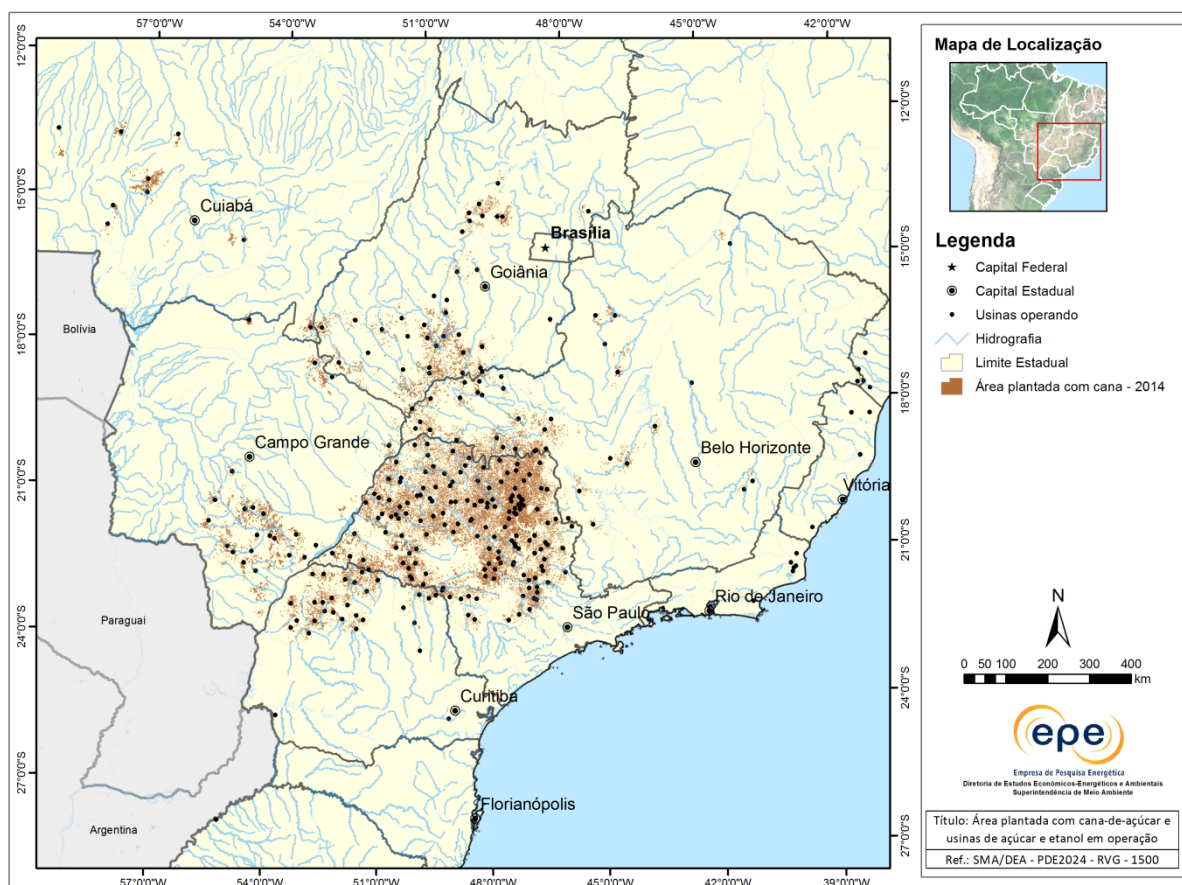 57°0'0"W 54°0'0"W 51°0'0"W 48°0'0"W 45°0'0"W 42°0'0"W
12°0'0"S
15°0'0"S
18°0'0"S
21°0'0"S
24°0'0"S
27°0'0"S
Cuiabá
Brasília
Goiânia
Bolívia
Campo Grande
Belo Horizonte
Vitória
Rio de Janeiro
São Paulo
Paraguai
Curitiba
Florianópolis
Argentina
12°0'0"S
15°0'0"S
18°0'0"S
21°0'0"S
24°0'0"S
27°0'0"S
57°0'0"W 54°0'0"W 51°0'0"W 48°0'0"W 45°0'0"W 42°0'0"W 39°0'0"W
Mapa de Localização
Legenda
Capital Federal
Capital Estadual
Usinas operando
Hidrografia
Limite Estadual
Área plantada com cana - 2014
N
0 50 100 200 300 400
km
epe
Empresa de Pesquisa Energética
Diretoria de Estudos Econômicos-Energéticos e Ambientais
Superintendência de Meio Ambiente
Título: Área plantada com cana-de-açúcar e
usinas de açúcar e etanol em operação
Ref.: SMA/DEA - PDE2024 - RVG - 1500